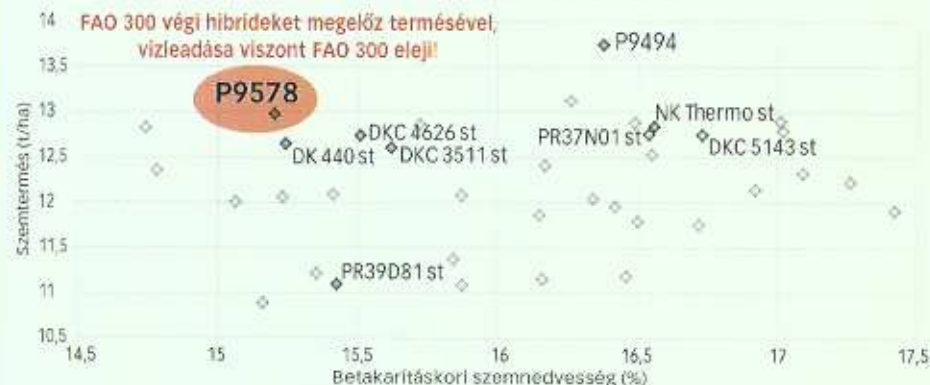 FAO 300 végi hibrideket megelőz termésével,
vízleadása viszont FAO 300 eleji!
Szemtermés (t/ha)
14
13,5
13
12,5
12
11,5
11
10,5
P9494
P9578
NK Thermo st
DKC 4626 st
PR37N01 st
DK 440 st
DKC 3511 st
DKC 5143 st
PR39D81 st
14,5
15
15,5
16
16,5
17
17,5
Betakarításkori szemnedvesség (%)